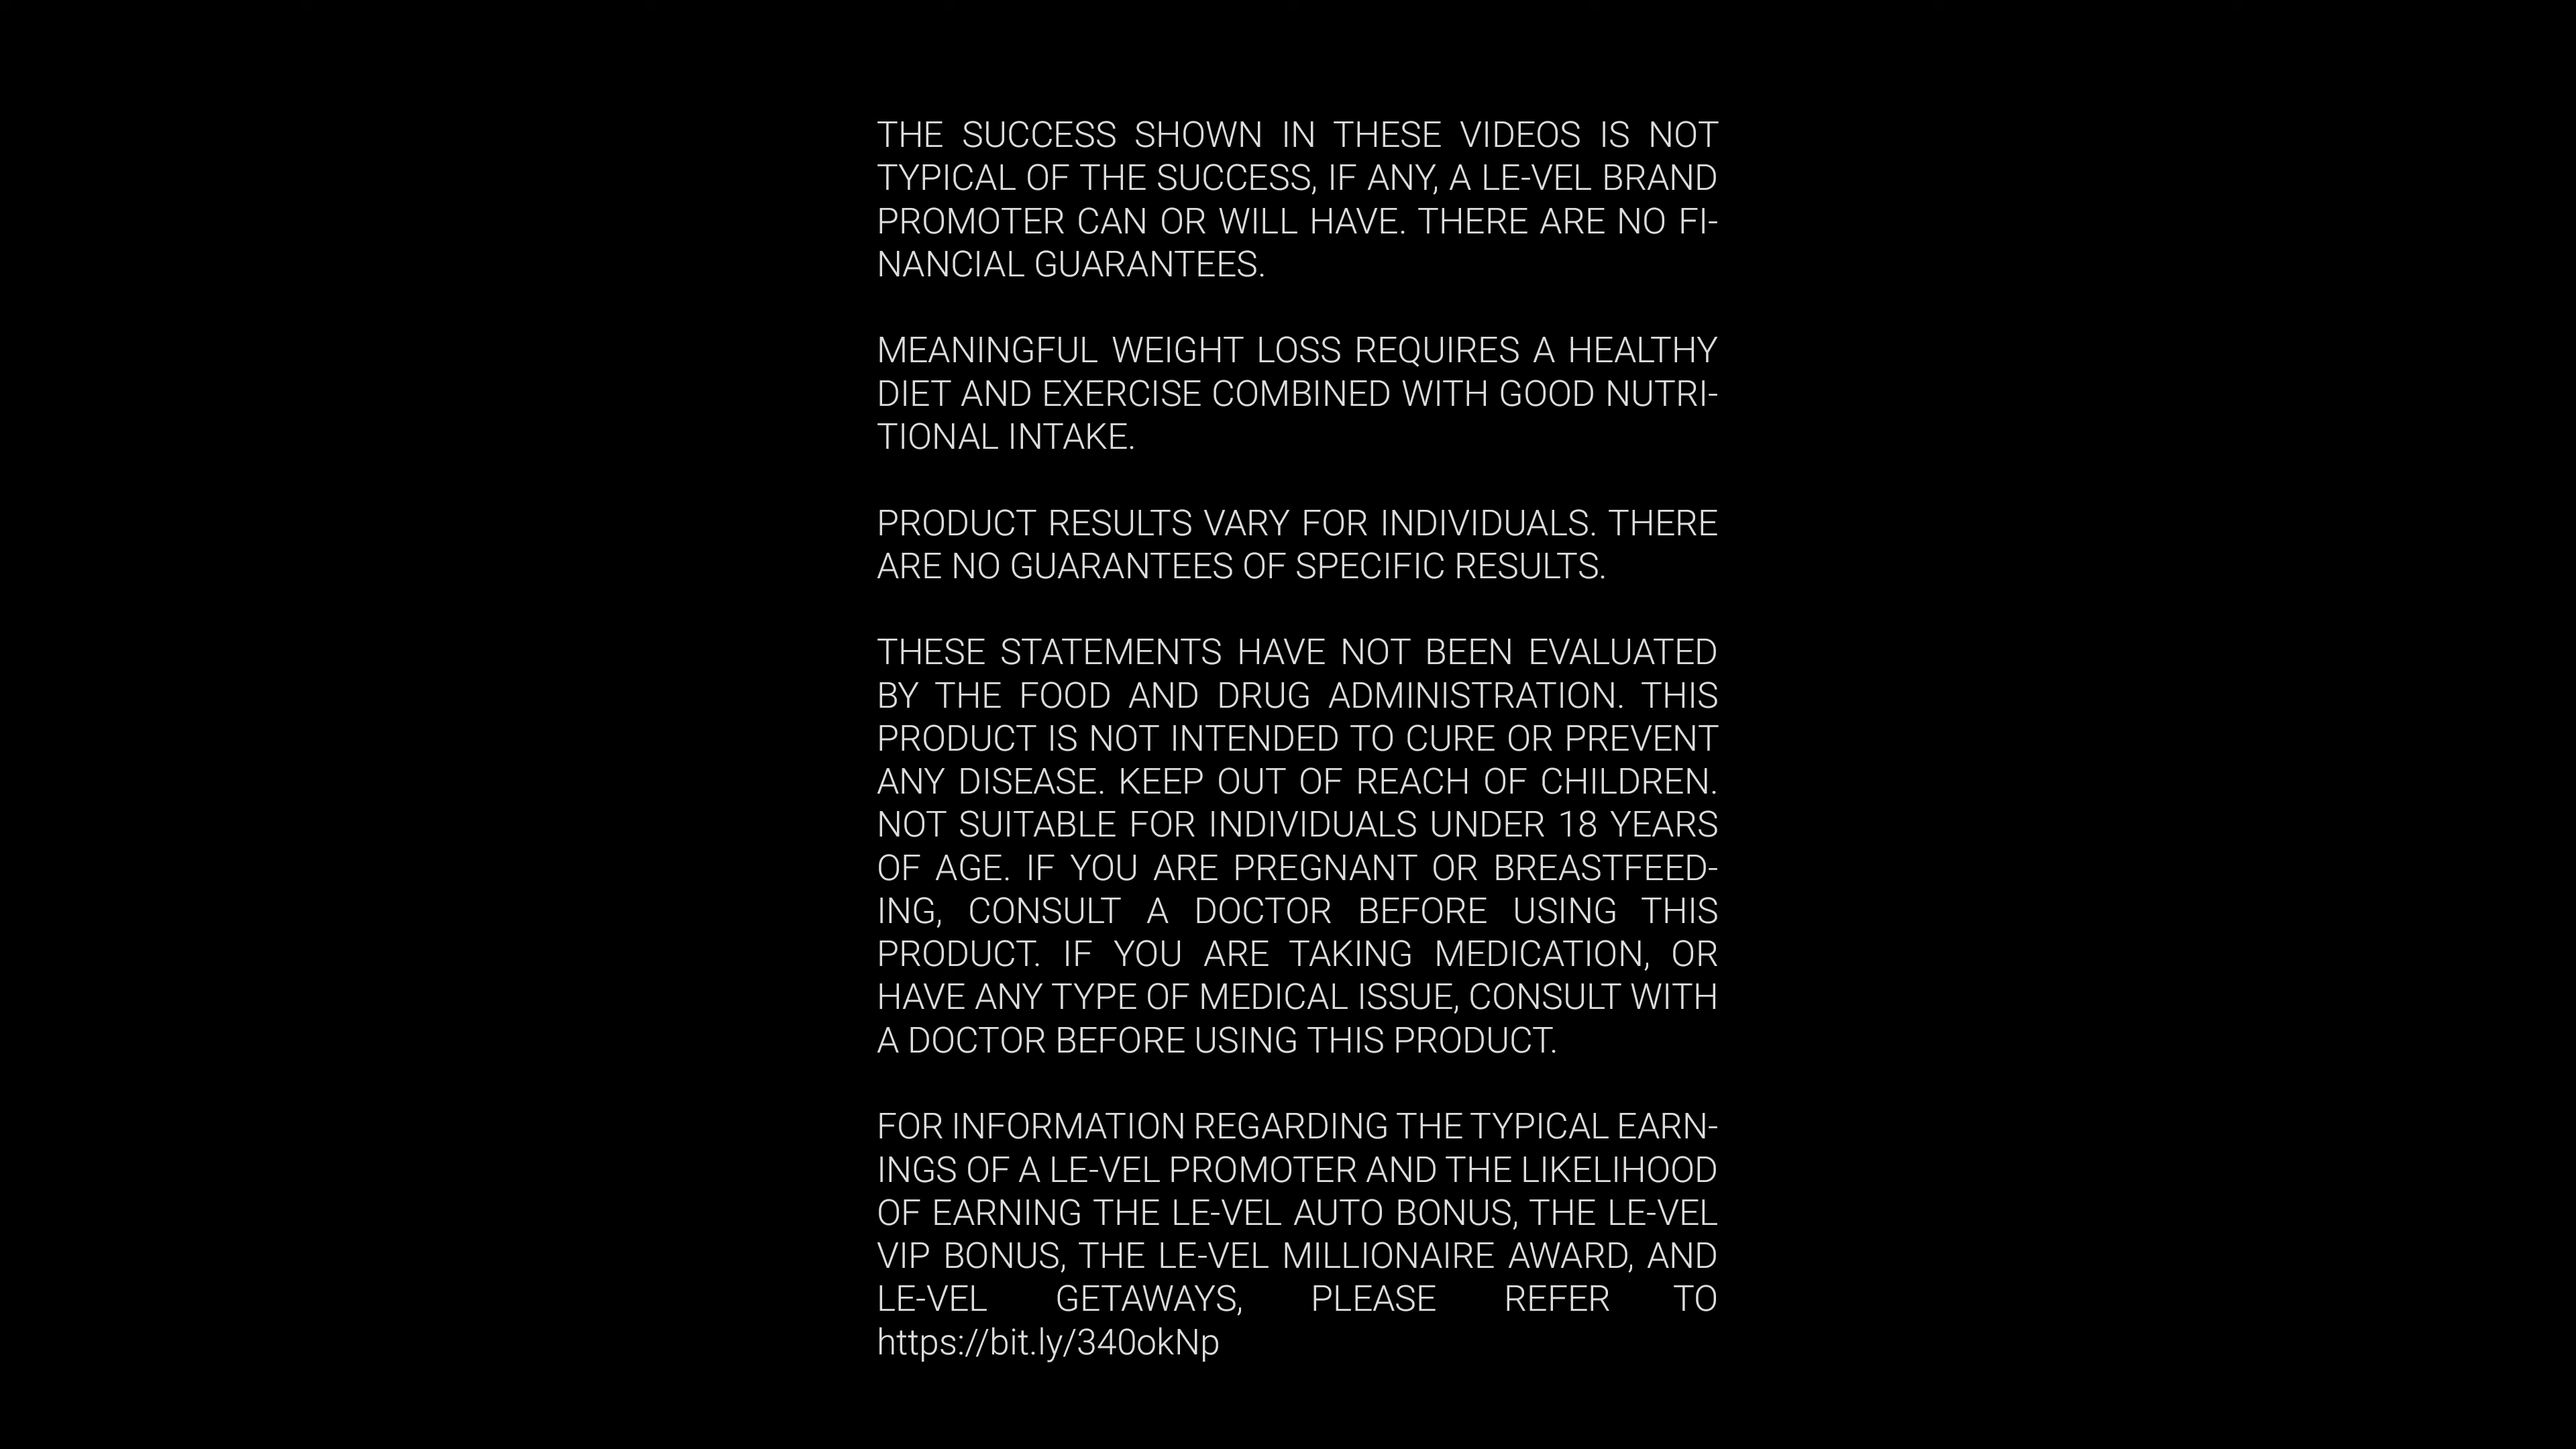 THE SUCCESS SHOWN IN THESE VIDEOS IS NOT
TYPICAL OF THE SUCCESS, IF ANY, A LE-VEL BRAND
PROMOTER CAN OR WILL HAVE. THERE ARE NO FI-
NANCIAL GUARANTEES.
MEANINGFUL WEIGHT LOSS REQUIRES A HEALTHY
DIET AND EXERCISE COMBINED WITH GOOD NUTRI-
TIONAL INTAKE.
PRODUCT RESULTS VARY FOR INDIVIDUALS. THERE
ARE NO GUARANTEES OF SPECIFIC RESULTS.
THESE STATEMENTS HAVE NOT BEEN EVALUATED
BY THE FOOD AND DRUG ADMINISTRATION. THIS
PRODUCT IS NOT INTENDED TO CURE OR PREVENT
ANY DISEASE. KEEP OUT OF REACH OF CHILDREN.
NOT SUITABLE FOR INDIVIDUALS UNDER 18 YEARS
OF AGE. IF YOU ARE PREGNANT OR BREASTFEED-
ING, CONSULT A DOCTOR BEFORE USING THIS
PRODUCT. IF YOU ARE TAKING MEDICATION, OR
HAVE ANY TYPE OF MEDICAL ISSUE, CONSULT WITH
A DOCTOR BEFORE USING THIS PRODUCT.
FOR INFORMATION REGARDING THE TYPICAL EARN-
INGS OF A LE-VEL PROMOTER AND THE LIKELIHOOD
OF EARNING THE LE-VEL AUTO BONUS, THE LE-VEL
VIP BONUS, THE LE-VEL MILLIONAIRE AWARD, AND
LE-VEL GETAWAYS, PLEASE REFER TO
https://bit.ly/340okNp